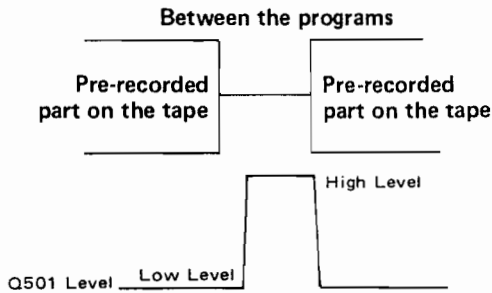 Between the programs
Pre-recorded
part on the tape
Pre-recorded
part on the tape
High Level
Q501 Level
Low Level